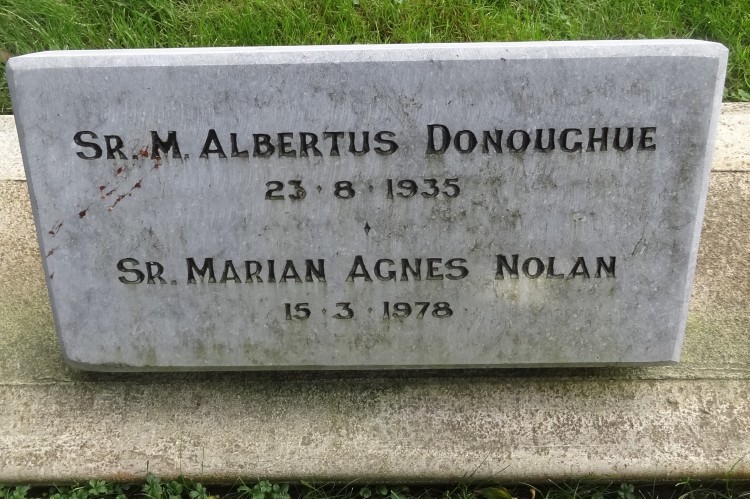 SR. M. ALBERTUS DONOUGHUE
23·8·1935
SR. MARIAN AGNES NOLAN
15·3·1978